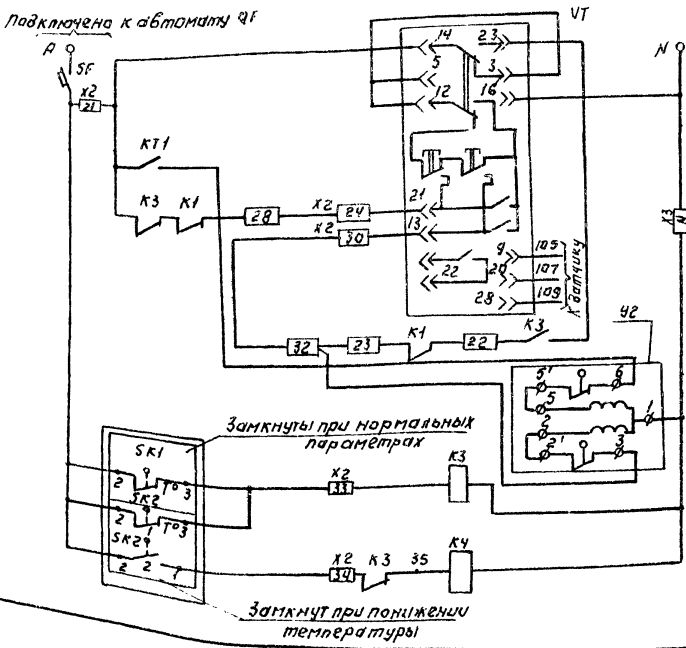 Подключена к автомату QF
A
SF
X2
21
VT
N
14
23
5
3
12
16
KT1
K3
K1
28
X2
24
21
X2
30
13
9
105
22
20
107
28
109
К датчику
X3
N
32
23
K1
22
K3
У2
5'
6
5
2
1
2'
3
Замкнуты при нормальных
параметрах
SK1
2
T°
3
SK2
2
1
T°
3
SK2
2
2
X2
33
K3
X2
34
K3
35
K4
Замкнут при понижении
температуры